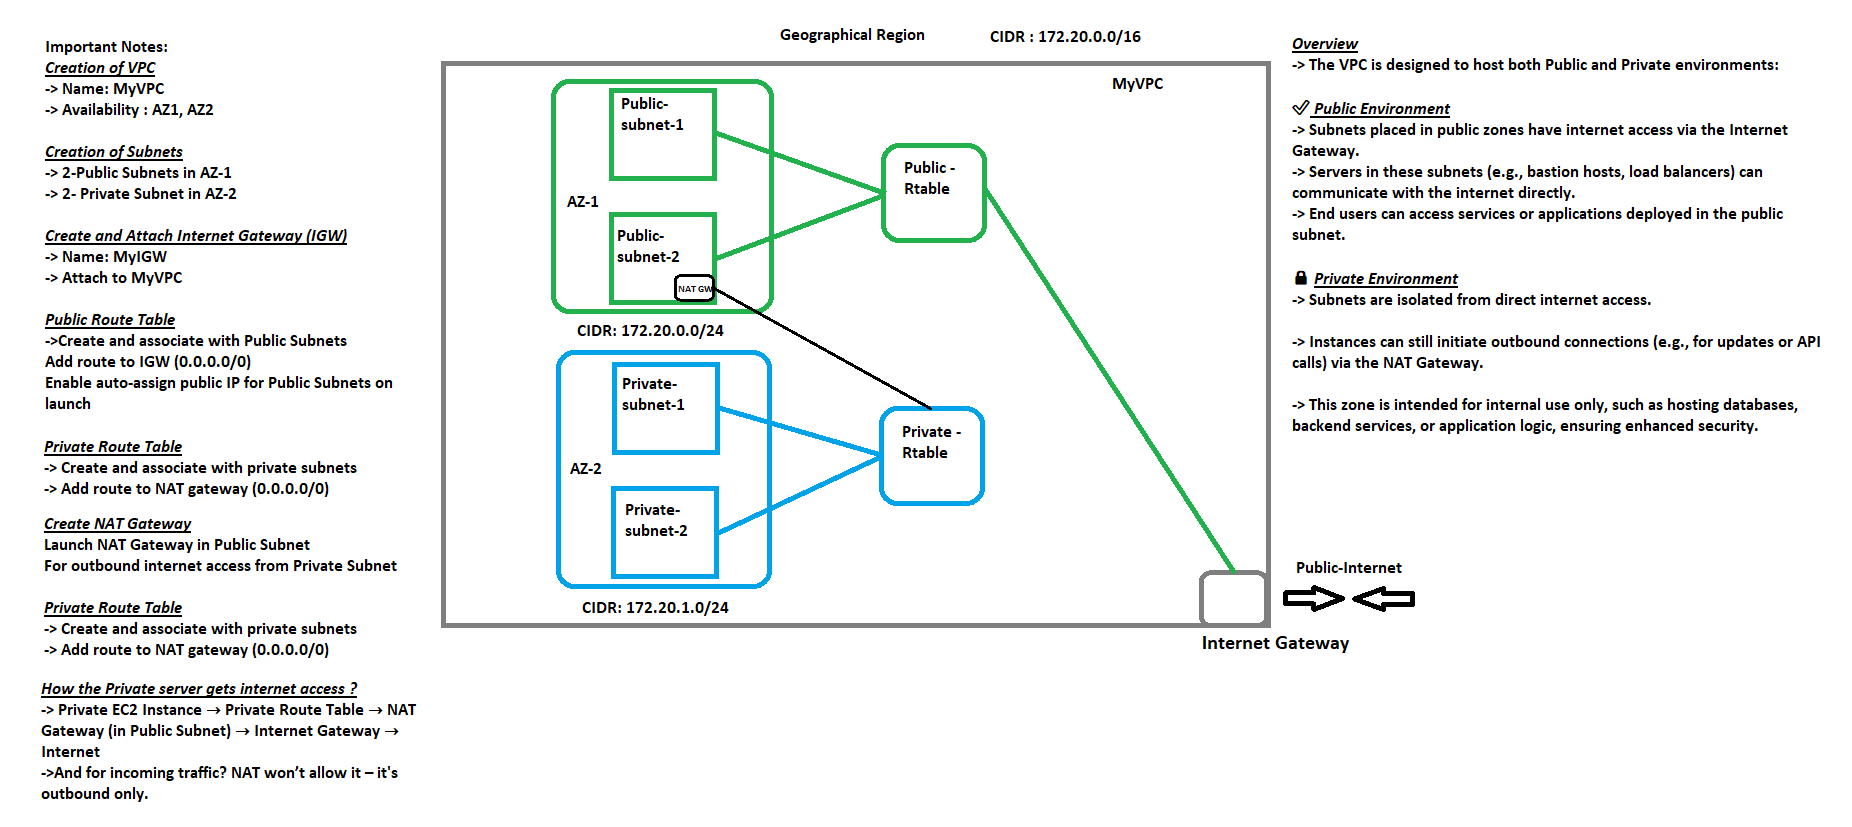 Important Notes:
Creation of VPC
-> Name: MyVPC
-> Availability : AZ1, AZ2
Creation of Subnets
-> 2-Public Subnets in AZ-1
-> 2- Private Subnet in AZ-2
Create and Attach Internet Gateway (IGW)
-> Name: MyIGW
-> Attach to MyVPC
Public Route Table
->Create and associate with Public Subnets
Add route to IGW (0.0.0.0/0)
Enable auto-assign public IP for Public Subnets on
launch
Private Route Table
-> Create and associate with private subnets
-> Add route to NAT gateway (0.0.0.0/0)
Create NAT Gateway
Launch NAT Gateway in Public Subnet
For outbound internet access from Private Subnet
Private Route Table
-> Create and associate with private subnets
-> Add route to NAT gateway (0.0.0.0/0)
How the Private server gets internet access ?
-> Private EC2 Instance → Private Route Table → NAT
Gateway (in Public Subnet) → Internet Gateway →
Internet
->And for incoming traffic? NAT won’t allow it – it's
outbound only.
Geographical Region
CIDR : 172.20.0.0/16
MyVPC
Public-
subnet-1
AZ-1
Public-
subnet-2
NAT GW
CIDR: 172.20.0.0/24
Public -
Rtable
Private-
subnet-1
AZ-2
Private-
subnet-2
CIDR: 172.20.1.0/24
Private -
Rtable
Internet Gateway
Public-Internet
Overview
-> The VPC is designed to host both Public and Private environments:
Public Environment
-> Subnets placed in public zones have internet access via the Internet
Gateway.
-> Servers in these subnets (e.g., bastion hosts, load balancers) can
communicate with the internet directly.
-> End users can access services or applications deployed in the public
subnet.
Private Environment
-> Subnets are isolated from direct internet access.
-> Instances can still initiate outbound connections (e.g., for updates or API
calls) via the NAT Gateway.
-> This zone is intended for internal use only, such as hosting databases,
backend services, or application logic, ensuring enhanced security.